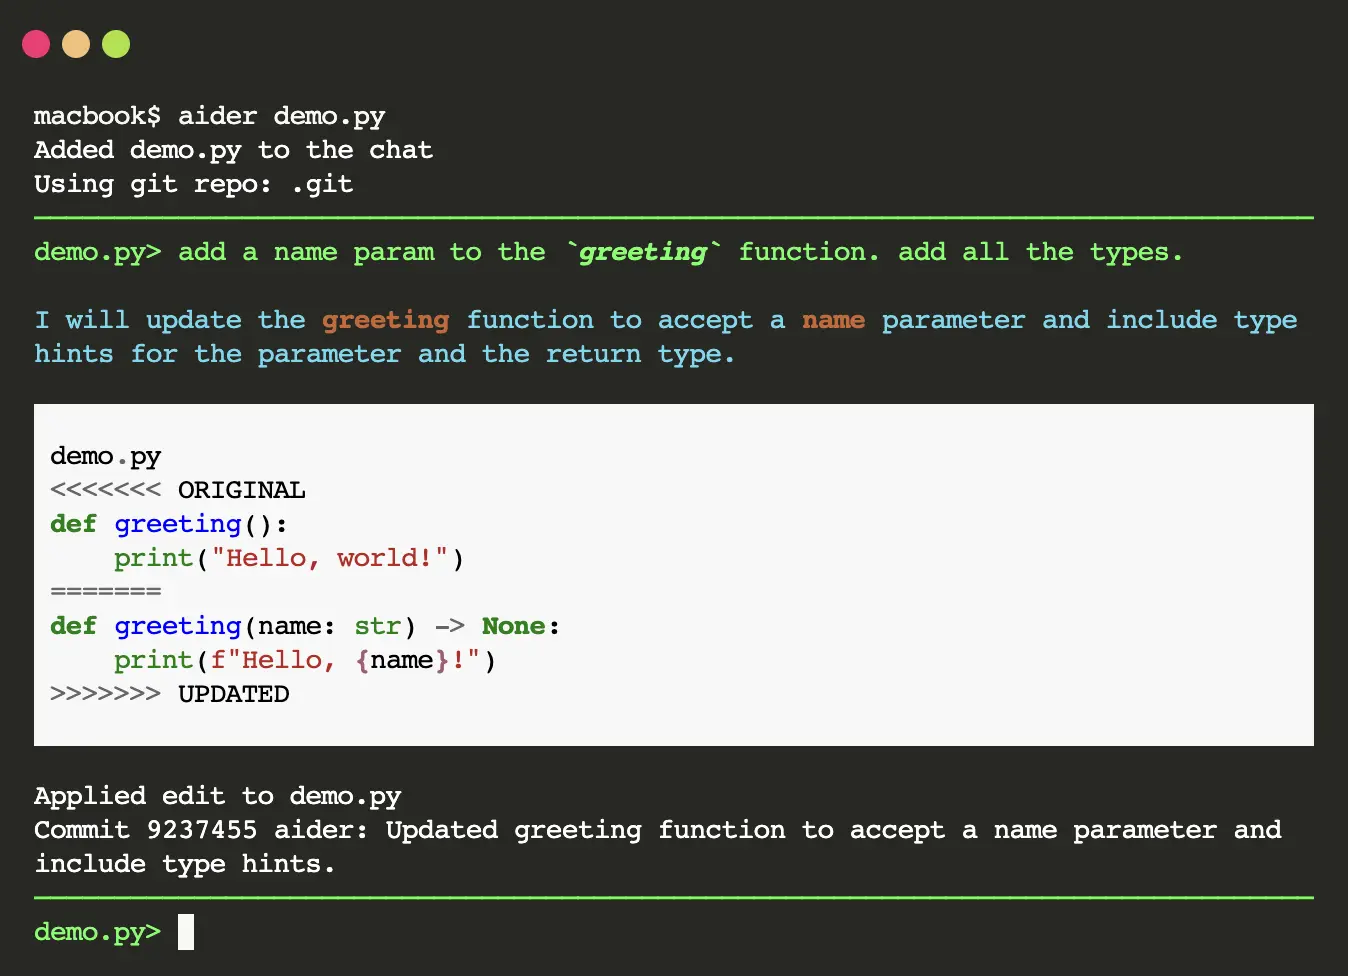 macbook$ aider demo.py
Added demo.py to the chat
Using git repo: .git
demo.py> add a name param to the `greeting` function. add all the types.
I will update the greeting function to accept a name parameter and include type
hints for the parameter and the return type.
demo.py
<<<<<<< ORIGINAL
def greeting():
    print("Hello, world!")
=======
def greeting(name: str) -> None:
    print(f"Hello, {name}!")
>>>>>>> UPDATED
Applied edit to demo.py
Commit 9237455 aider: Updated greeting function to accept a name parameter and
include type hints.
demo.py>